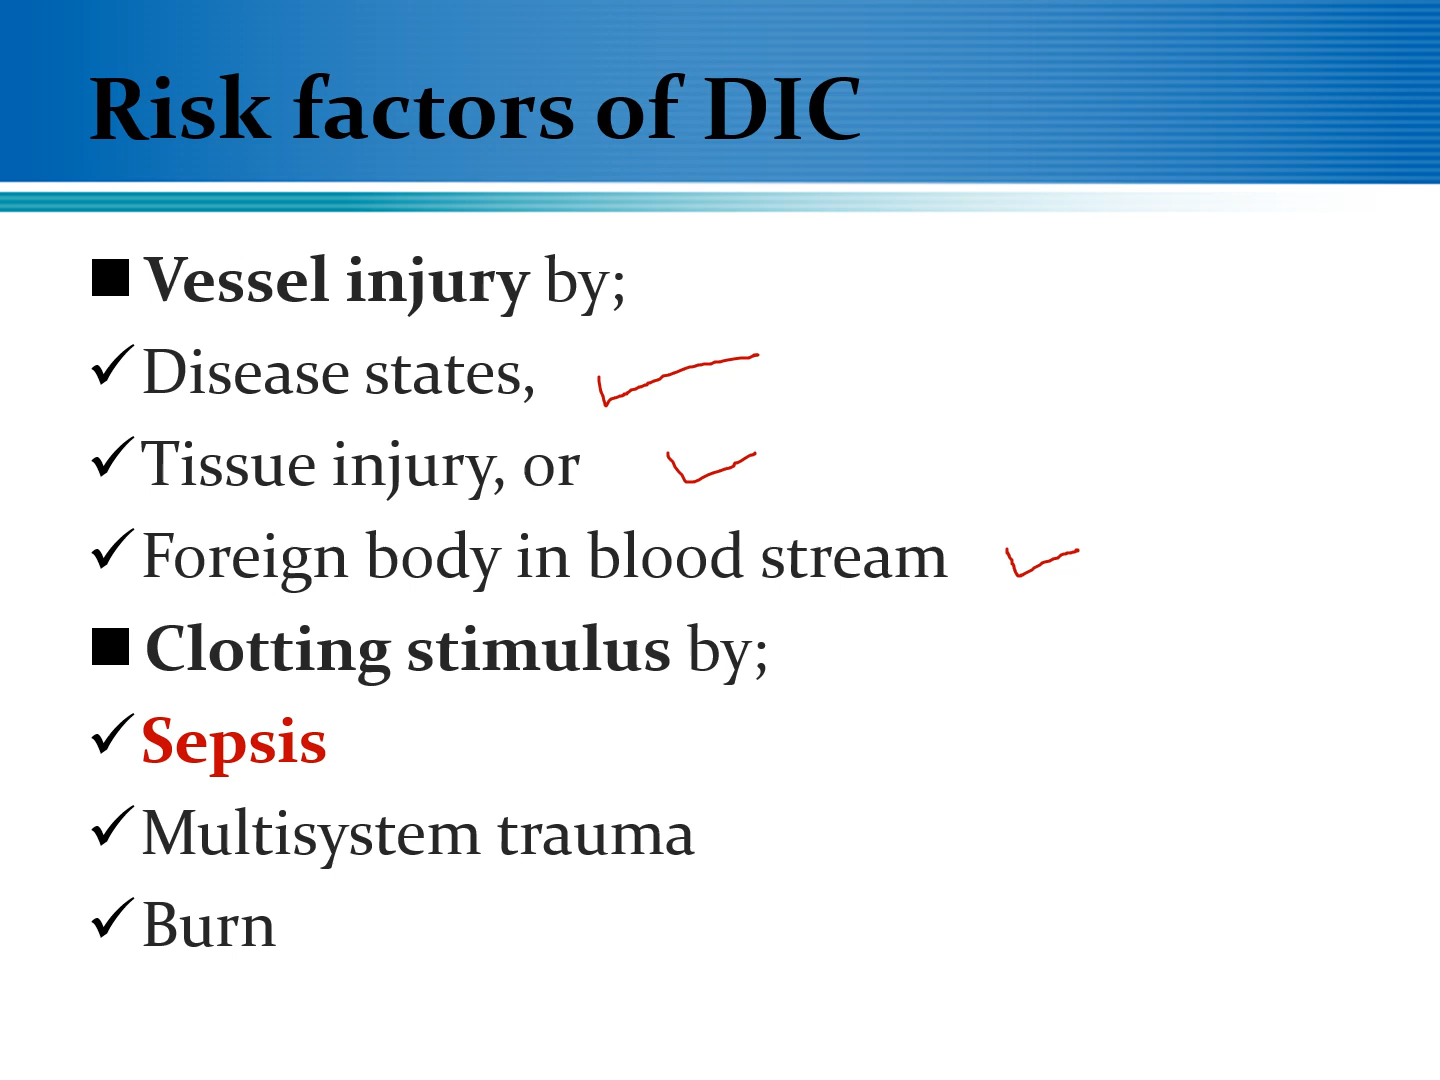 Risk factors of DIC
Vessel injury by;
Disease states,
Tissue injury, or
Foreign body in blood stream
Clotting stimulus by;
Sepsis
Multisystem trauma
Burn